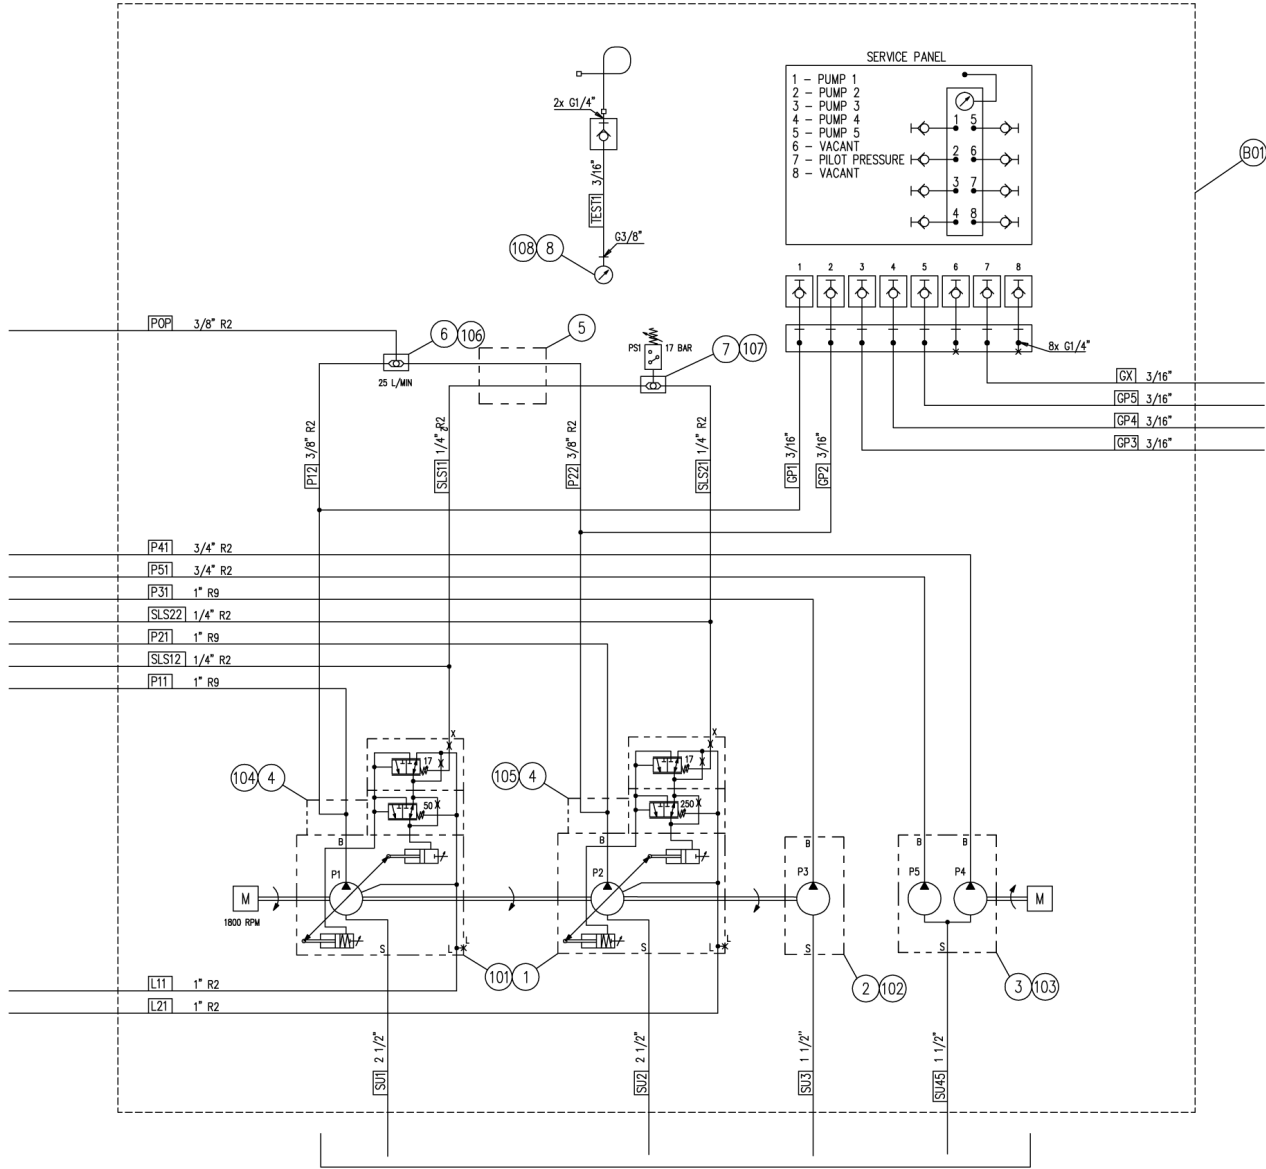 SERVICE PANEL
1 - PUMP 1
2 - PUMP 2
3 - PUMP 3
4 - PUMP 4
5 - PUMP 5
6 - VACANT
7 - PILOT PRESSURE
8 - VACANT
1 5
2 6
3 7
4 8
B01
2x G1/4"
TEST1 3/16"
G3/8"
108 8
1 2 3 4 5 6 7 8
8x G1/4"
POP 3/8" R2
6 106
5
25 L/MIN
PS1 17 BAR
7 107
GX 3/16"
GP5 3/16"
GP4 3/16"
GP3 3/16"
P12 3/8" R2
SLS11 1/4" R2
P22 3/8" R2
SLS21 1/4" R2
GP1 3/16"
GP2 3/16"
P41 3/4" R2
P51 3/4" R2
P31 1" R9
SLS22 1/4" R2
P21 1" R9
SLS12 1/4" R2
P11 1" R9
X
X
17
17
104 4
105 4
50
250
B
B
B
B B
P1
P2
P3
P5 P4
M
M
1800 RPM
S
L
L
S
L
L
S
S
101 1
2 102
3 103
L11 1" R2
L21 1" R2
SU1 2 1/2"
SU2 2 1/2"
SU3 1 1/2"
SU45 1 1/2"